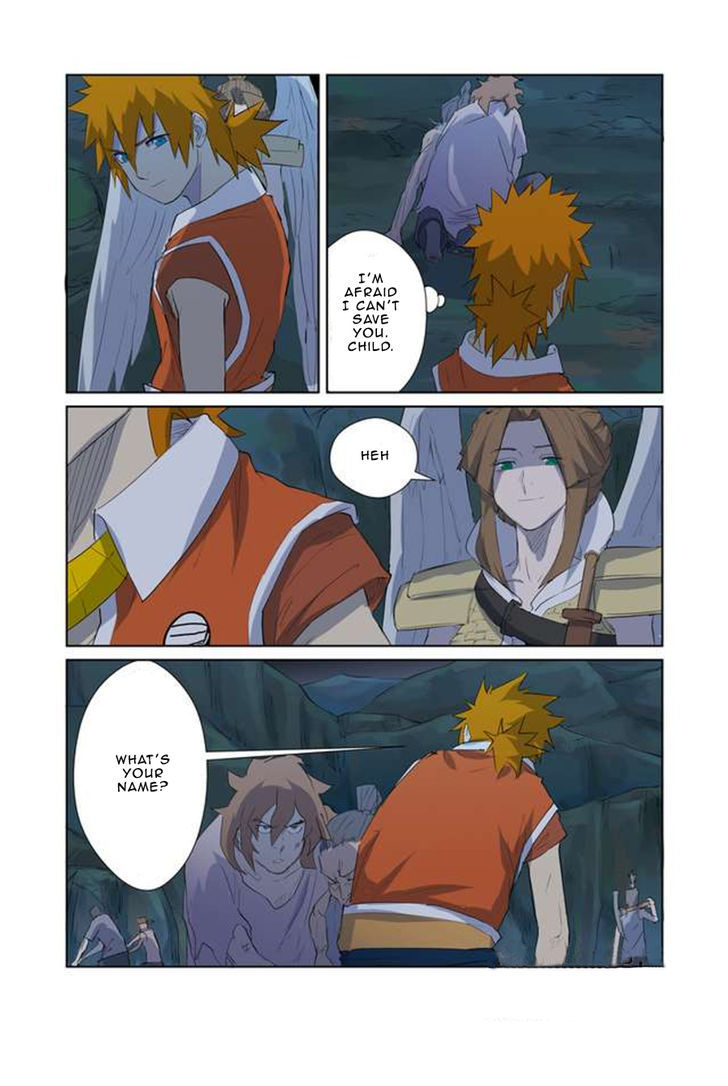 I'M
AFRAID
I CAN'T
SAVE
YOU,
CHILD.
HEH
WHAT'S
YOUR
NAME?